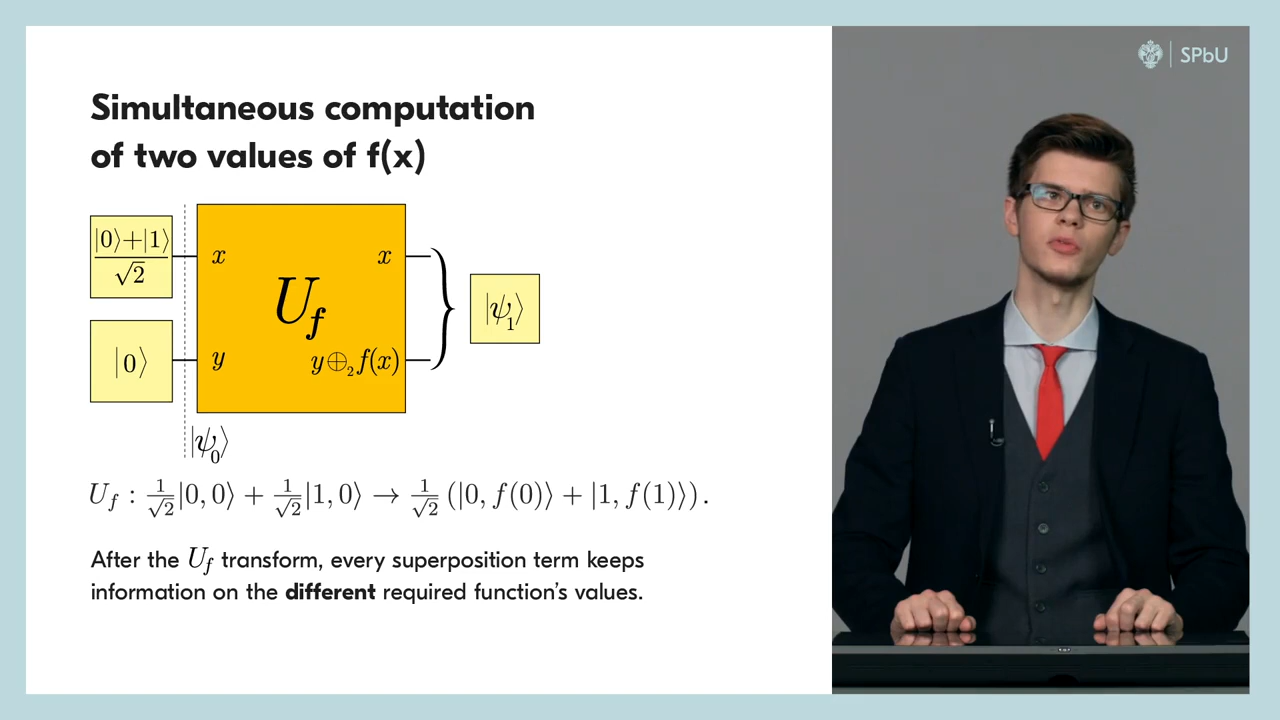 SPbU
Simultaneous computation
of two values of f(x)
|0⟩+|1⟩
√2
x
x
U_f
|ψ₁⟩
|0⟩
y
y⊕₂f(x)
|ψ₀⟩
U_f : 1/√2|0,0⟩ + 1/√2|1,0⟩ → 1/√2 (|0, f(0)⟩ + |1, f(1)⟩).
After the U_f transform, every superposition term keeps
information on the different required function’s values.